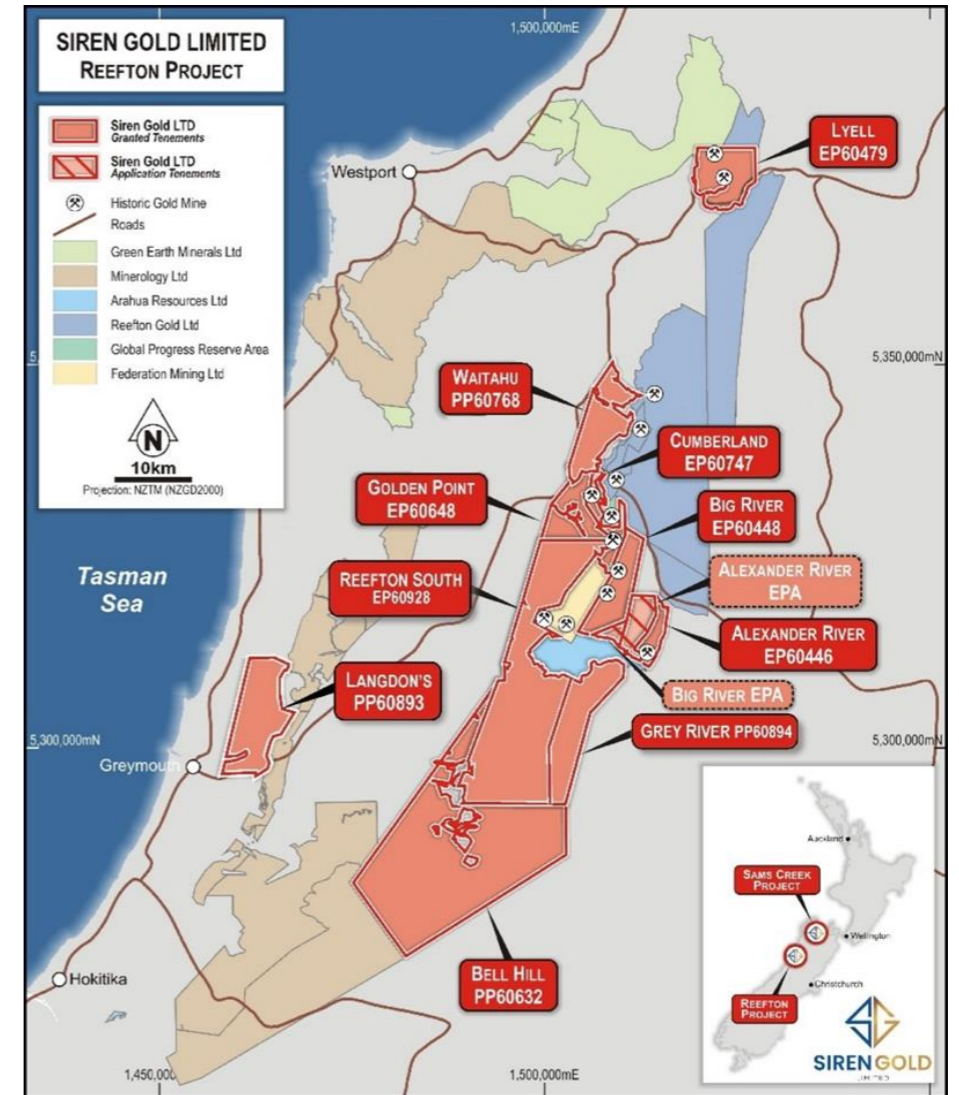 SIREN GOLD LIMITED
REEFTON PROJECT
Siren Gold LTD
Granted Tenements
Siren Gold LTD
Application Tenements
Historic Gold Mine
Roads
Green Earth Minerals Ltd
Minerology Ltd
Arahua Resources Ltd
Reefton Gold Ltd
Global Progress Reserve Area
Federation Mining Ltd
N
10km
Projection: NZTM (NZGD2000)
1,500,000mE
Westport
LYELL
EP60479
5,350,000mN
WAITAHU
PP60768
CUMBERLAND
EP60747
GOLDEN POINT
EP60648
BIG RIVER
EP60448
Tasman
Sea
REEFTON SOUTH
EP60928
ALEXANDER RIVER
EPA
ALEXANDER RIVER
EP60446
LANGDON'S
PP60893
BIG RIVER EPA
GREY RIVER PP60894
5,300,000mN
5,300,000mN
Greymouth
Hokitika
BELL HILL
PP60632
1,450,000
1,500,000mE
Auckland
SAMS CREEK
PROJECT
Wellington
Christchurch
REEFTON
PROJECT
SIREN GOLD
LIMITED